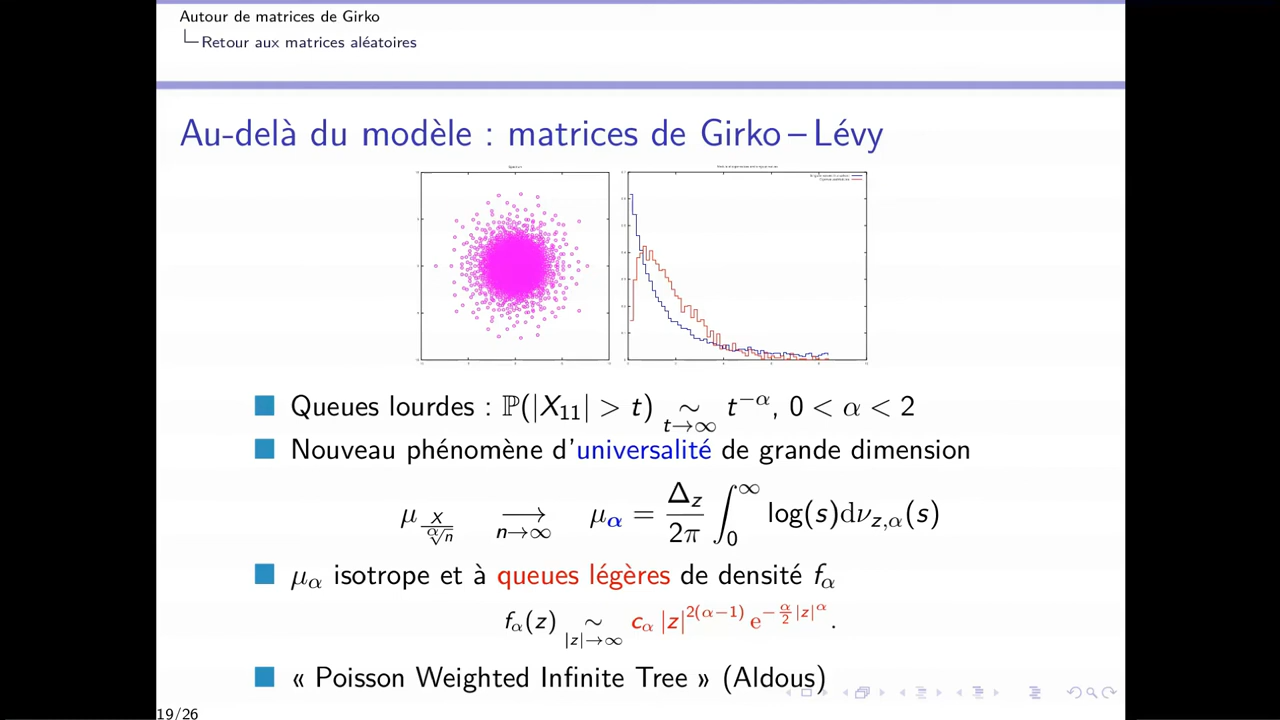 Autour de matrices de Girko
Retour aux matrices aléatoires
Au-delà du modèle : matrices de Girko – Lévy
Queues lourdes : ℙ(|X₁₁| > t) ∼_{t→∞} t^{−α}, 0 < α < 2
Nouveau phénomène d'universalité de grande dimension
μ_{X/ᵅ√n} ⟶_{n→∞} μ_α = Δ_z/2π ∫_0^∞ log(s)dν_{z,α}(s)
μ_α isotrope et à queues légères de densité f_α
f_α(z) ∼_{|z|→∞} c_α |z|^{2(α−1)} e^{−α/2 |z|^α}.
« Poisson Weighted Infinite Tree » (Aldous)
19/26